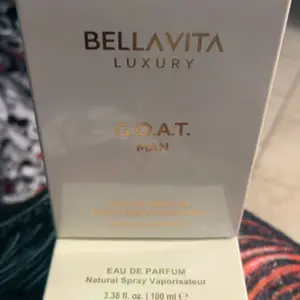 BELLAVITA
LUXURY
G.O.A.T.
MAN
EAU DE PARFUM
Natural Spray Vaporisateur
3.38 fl. oz. | 100 ml ℮